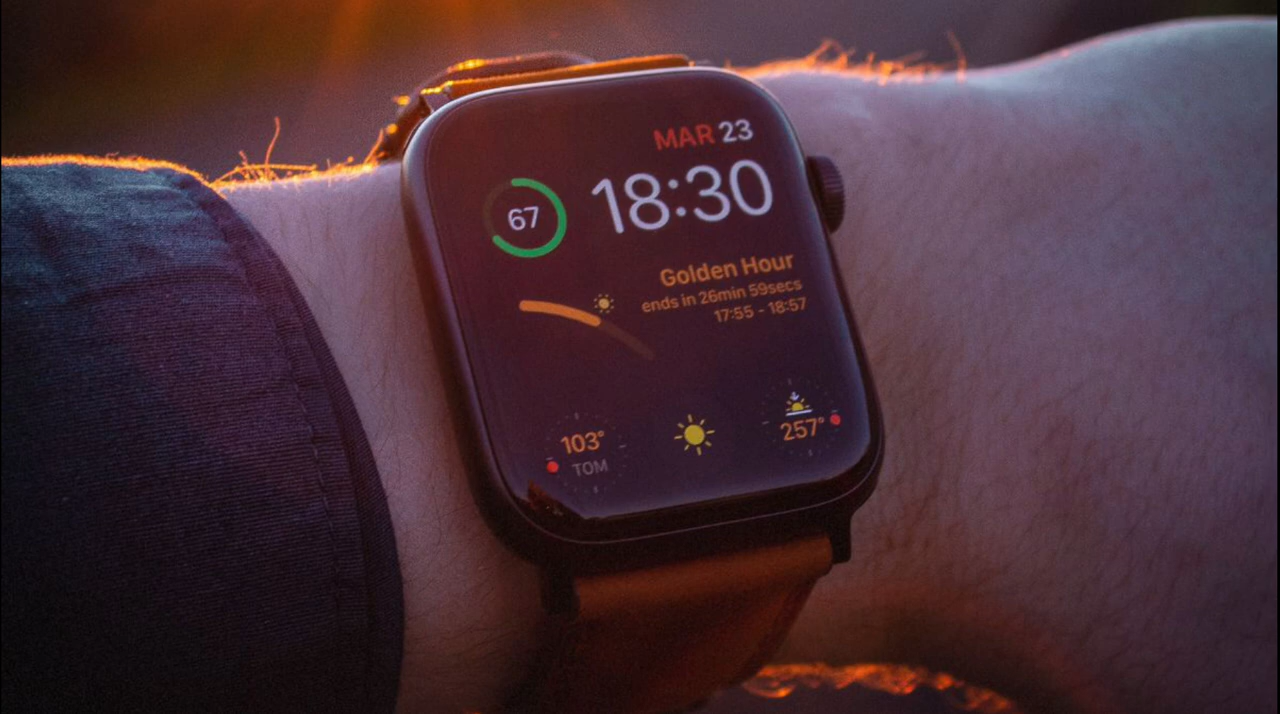 MAR 23
67
18:30
Golden Hour
ends in 26min 59secs
17:55 - 18:57
103°
TOM
257°